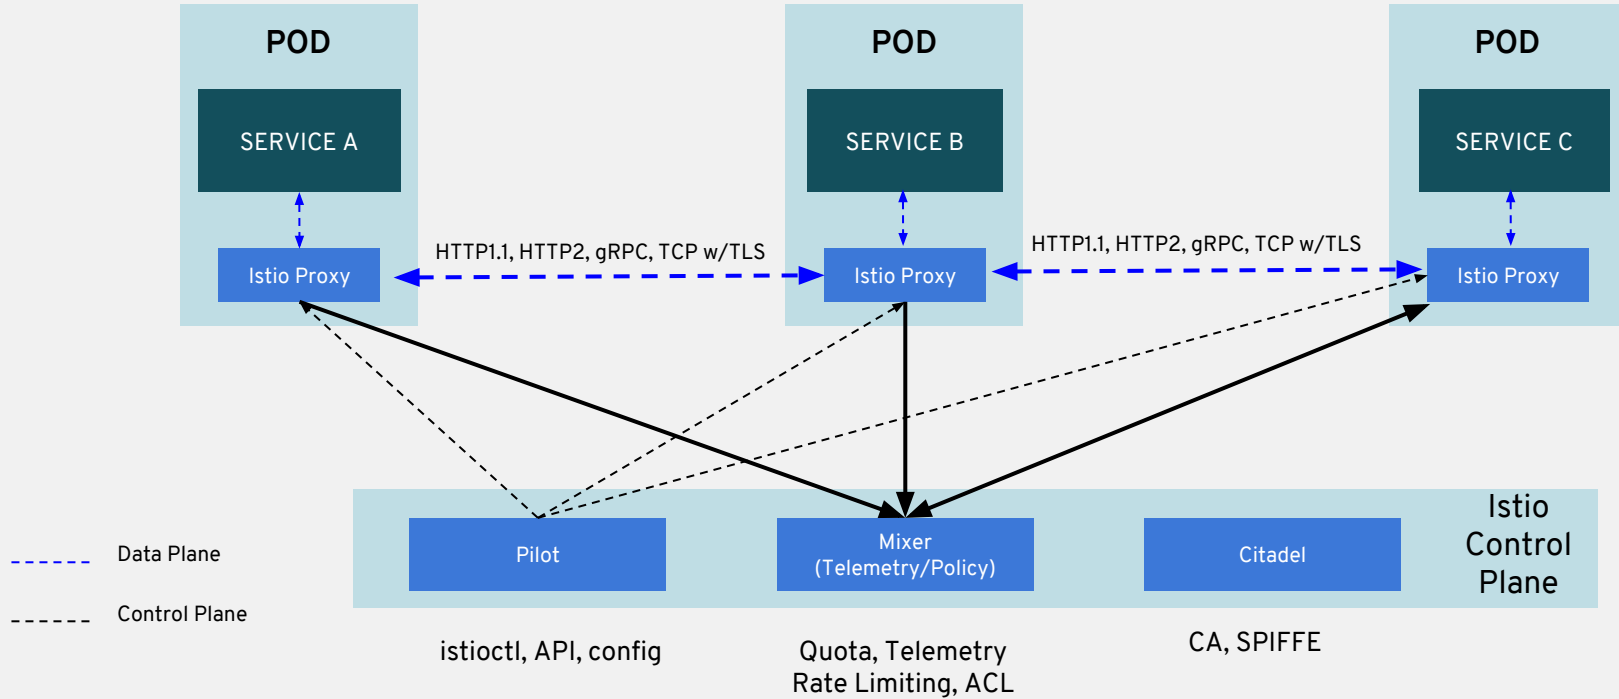 POD
POD
POD
SERVICE A
SERVICE B
SERVICE C
HTTP1.1, HTTP2, gRPC, TCP w/TLS
HTTP1.1, HTTP2, gRPC, TCP w/TLS
Istio Proxy
Istio Proxy
Istio Proxy
Pilot
Mixer
(Telemetry/Policy)
Citadel
Istio
Control
Plane
Data Plane
Control Plane
istioctl, API, config
Quota, Telemetry
Rate Limiting, ACL
CA, SPIFFE